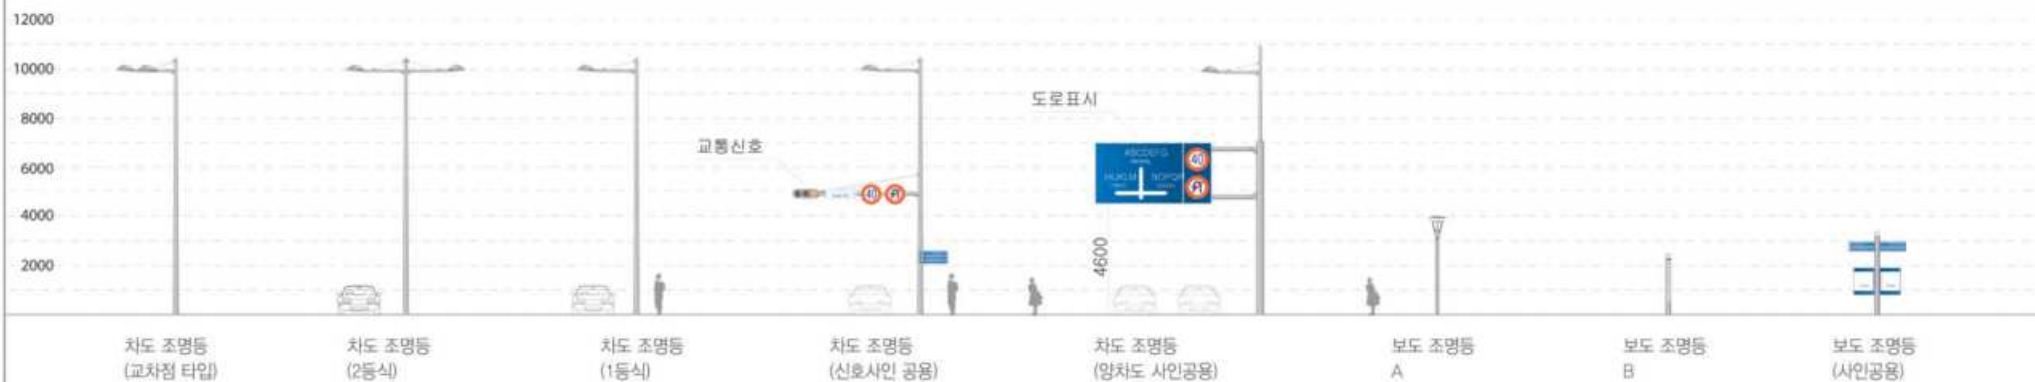 12000
10000
8000
6000
4000
2000
교통신호
40
도로표시
ABCDEFG
HIJKLM NOPQR
40
4600
차도 조명등
(교차점 타입)
차도 조명등
(2등식)
차도 조명등
(1등식)
차도 조명등
(신호사인 공용)
차도 조명등
(양차도 사인공용)
보도 조명등
A
보도 조명등
B
보도 조명등
(사인공용)